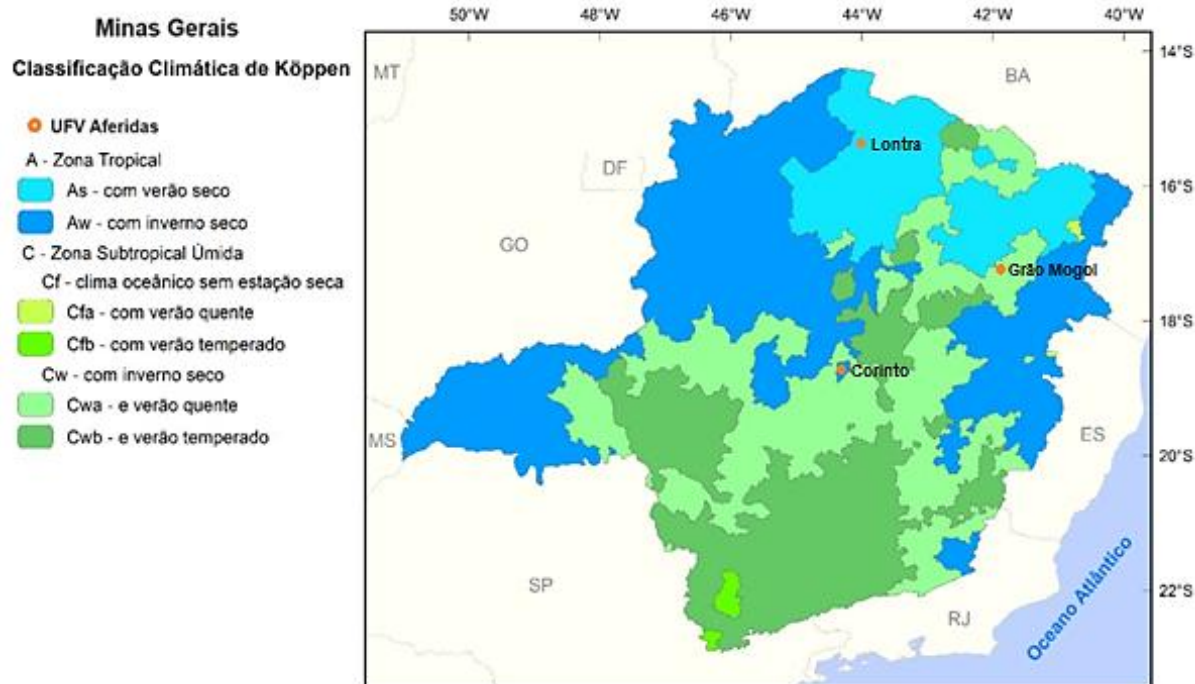 Minas Gerais
Classificação Climática de Köppen
UFV Aferidas
A - Zona Tropical
As - com verão seco
Aw - com inverno seco
C - Zona Subtropical Úmida
Cf - clima oceânico sem estação seca
Cfa - com verão quente
Cfb - com verão temperado
Cw - com inverno seco
Cwa - e verão quente
Cwb - e verão temperado
50°W 48°W 46°W 44°W 42°W 40°W
14°S
MT
BA
Lontra
DF
16°S
GO
Grão Mogol
18°S
Corinto
MS
ES
20°S
SP
22°S
RJ
Oceano Atlântico